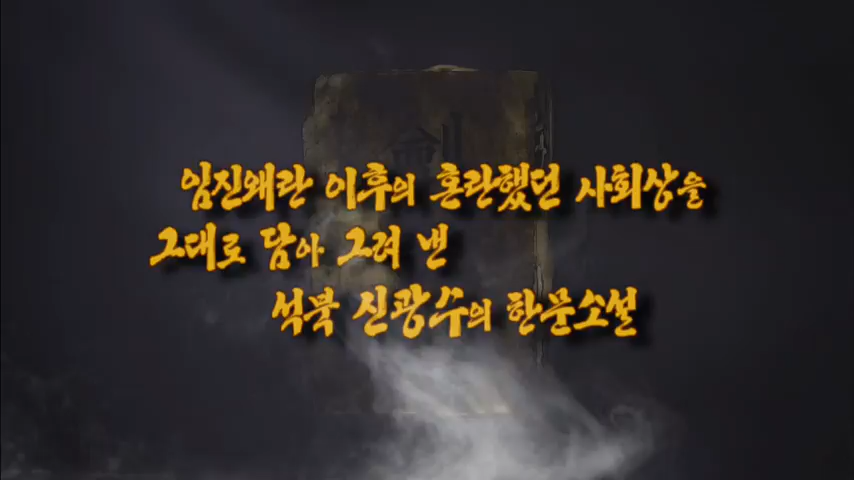 임진왜란 이후의 혼란했던 사회상을
그대로 담아 그려 낸
석북 신광수의 한문소설